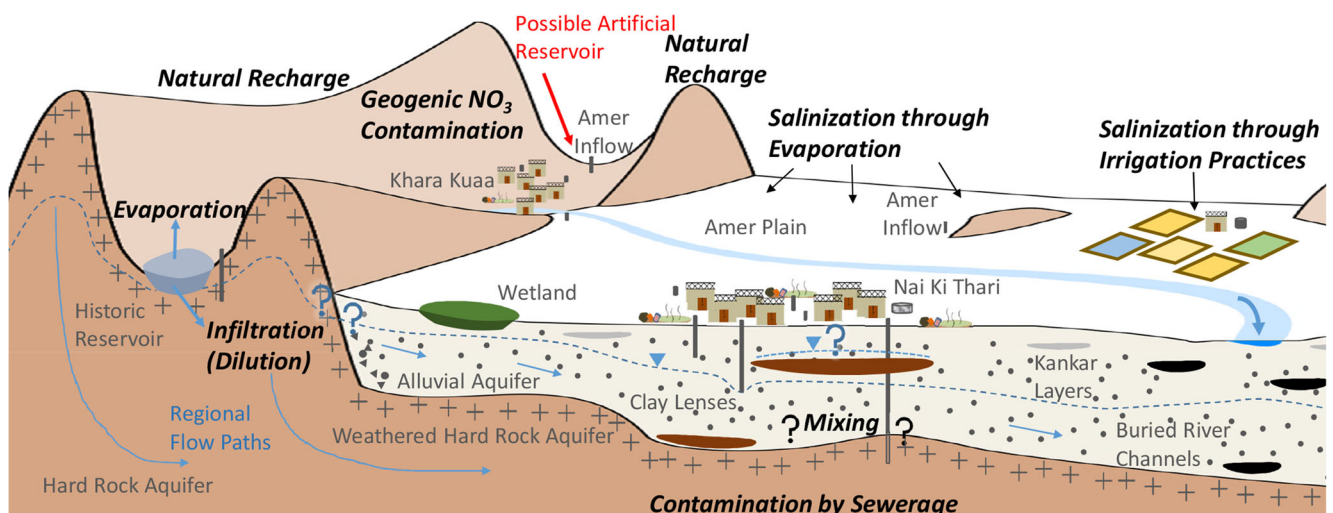 Possible Artificial
Reservoir
Natural
Recharge
Natural Recharge
Geogenic NO3
Contamination
Amer
Inflow
Salinization through
Evaporation
Salinization through
Irrigation Practices
Khara Kuaa
Evaporation
Amer Plain
Amer
Inflow
Historic
Reservoir
Infiltration
(Dilution)
?
?
Wetland
Nai Ki Thari
?
Alluvial Aquifer
Clay Lenses
Kankar
Layers
Regional
Flow Paths
Weathered Hard Rock Aquifer
? Mixing ?
Buried River
Channels
Hard Rock Aquifer
Contamination by Sewerage